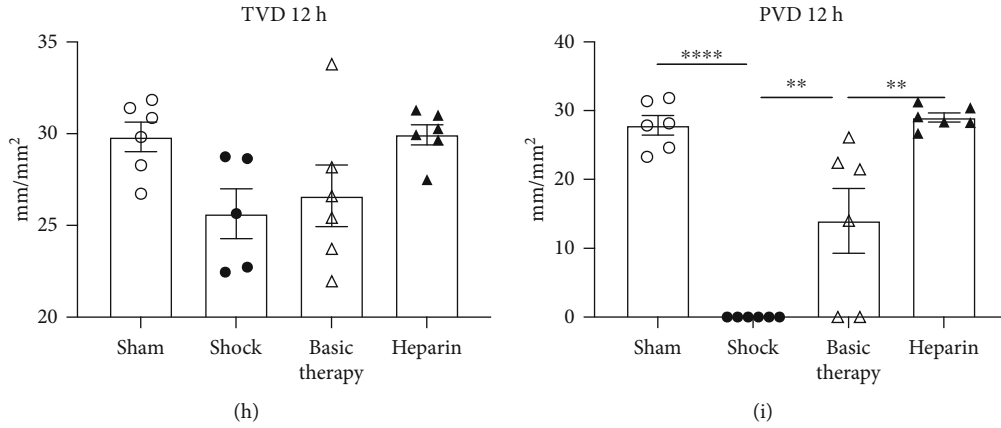 TVD 12 h
35
30
25
20
mm/mm²
Sham
Shock
Basic
therapy
Heparin
(h)
PVD 12 h
40
30
20
10
0
mm/mm²
****
**
**
Sham
Shock
Basic
therapy
Heparin
(i)